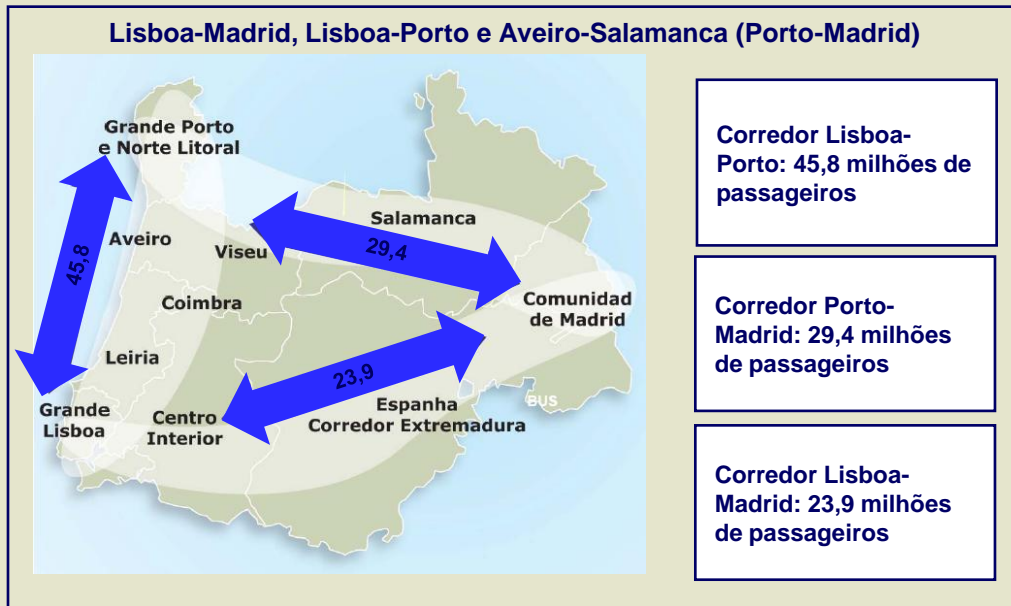 Lisboa-Madrid, Lisboa-Porto e Aveiro-Salamanca (Porto-Madrid)
Grande Porto
e Norte Litoral
Aveiro
Viseu
Salamanca
45,8
29,4
Coimbra
Comunidad
de Madrid
Leiria
23,9
Grande
Lisboa
Centro
Interior
Espanha
Corredor Extremadura
BUS
Corredor Lisboa-
Porto: 45,8 milhões de
passageiros
Corredor Porto-
Madrid: 29,4 milhões
de passageiros
Corredor Lisboa-
Madrid: 23,9 milhões
de passageiros